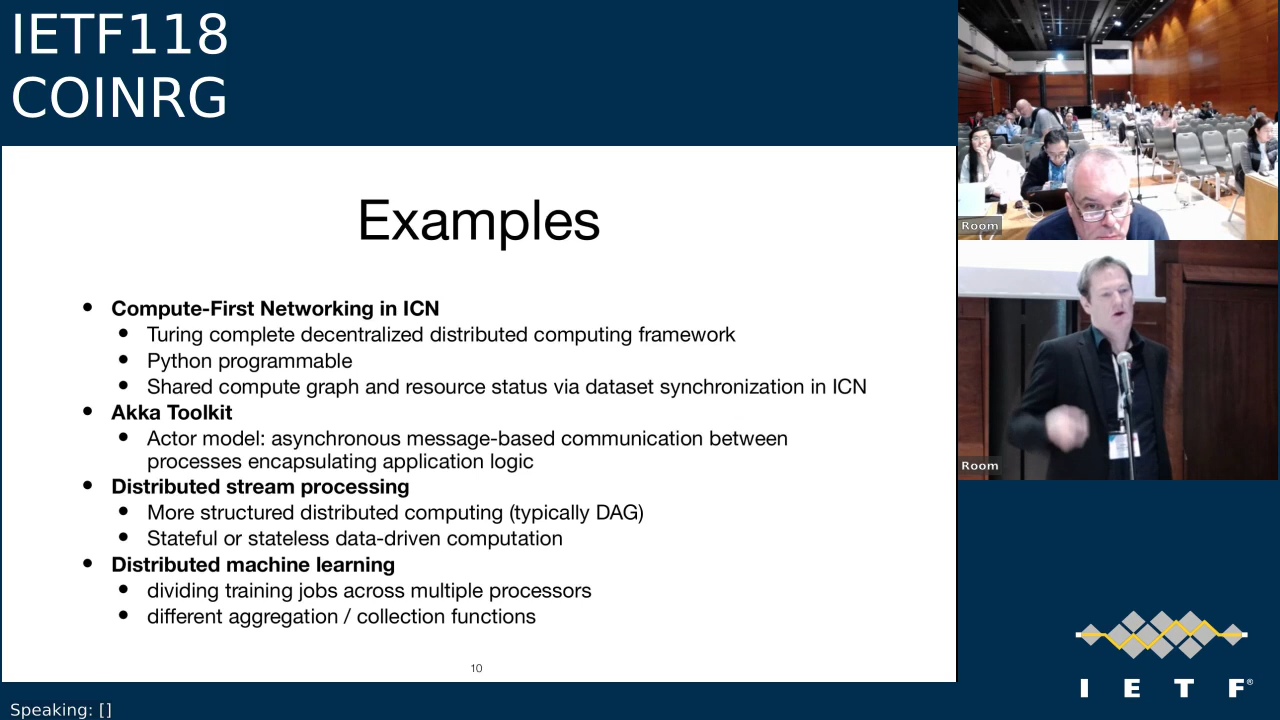 IETF118
COINRG
Examples
• Compute-First Networking in ICN
• Turing complete decentralized distributed computing framework
• Python programmable
• Shared compute graph and resource status via dataset synchronization in ICN
• Akka Toolkit
• Actor model: asynchronous message-based communication between
processes encapsulating application logic
• Distributed stream processing
• More structured distributed computing (typically DAG)
• Stateful or stateless data-driven computation
• Distributed machine learning
• dividing training jobs across multiple processors
• different aggregation / collection functions
10
Room
Room
I E T F®
Speaking: []